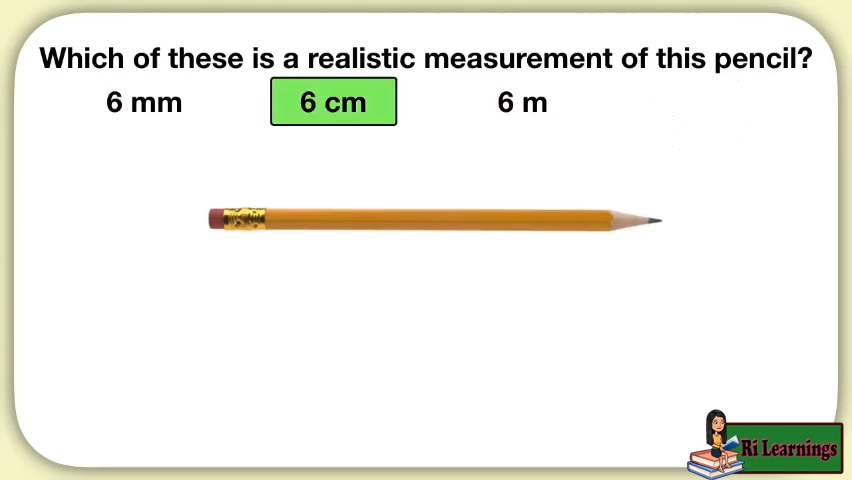 Which of these is a realistic measurement of this pencil?
6 mm 6 cm 6 m
Ri Learnings